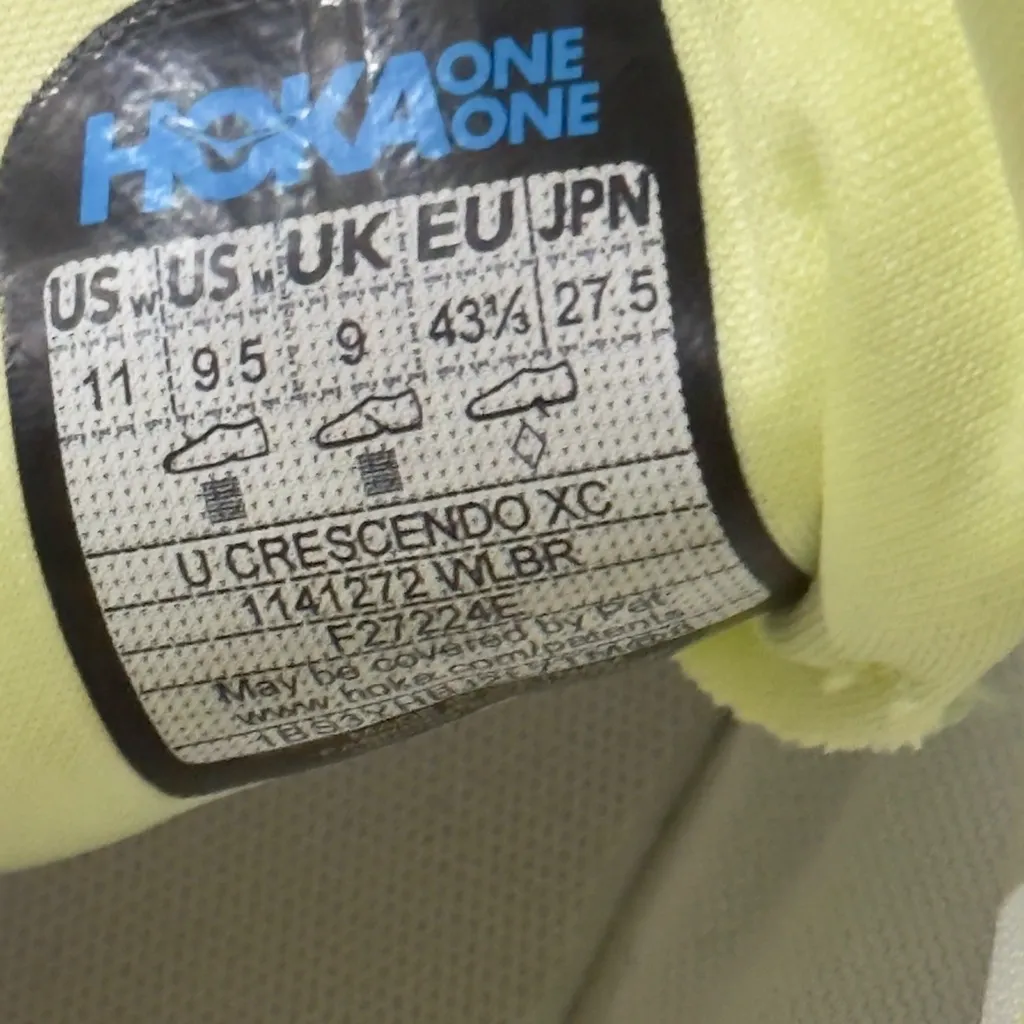 HOKA ONE ONE
US W US M UK EU JPN
11 9.5 9 43⅓ 27.5
U CRESCENDO XC
1141272 WLBR
F27224E
May be covered by Pat
www.hoka.com/patents